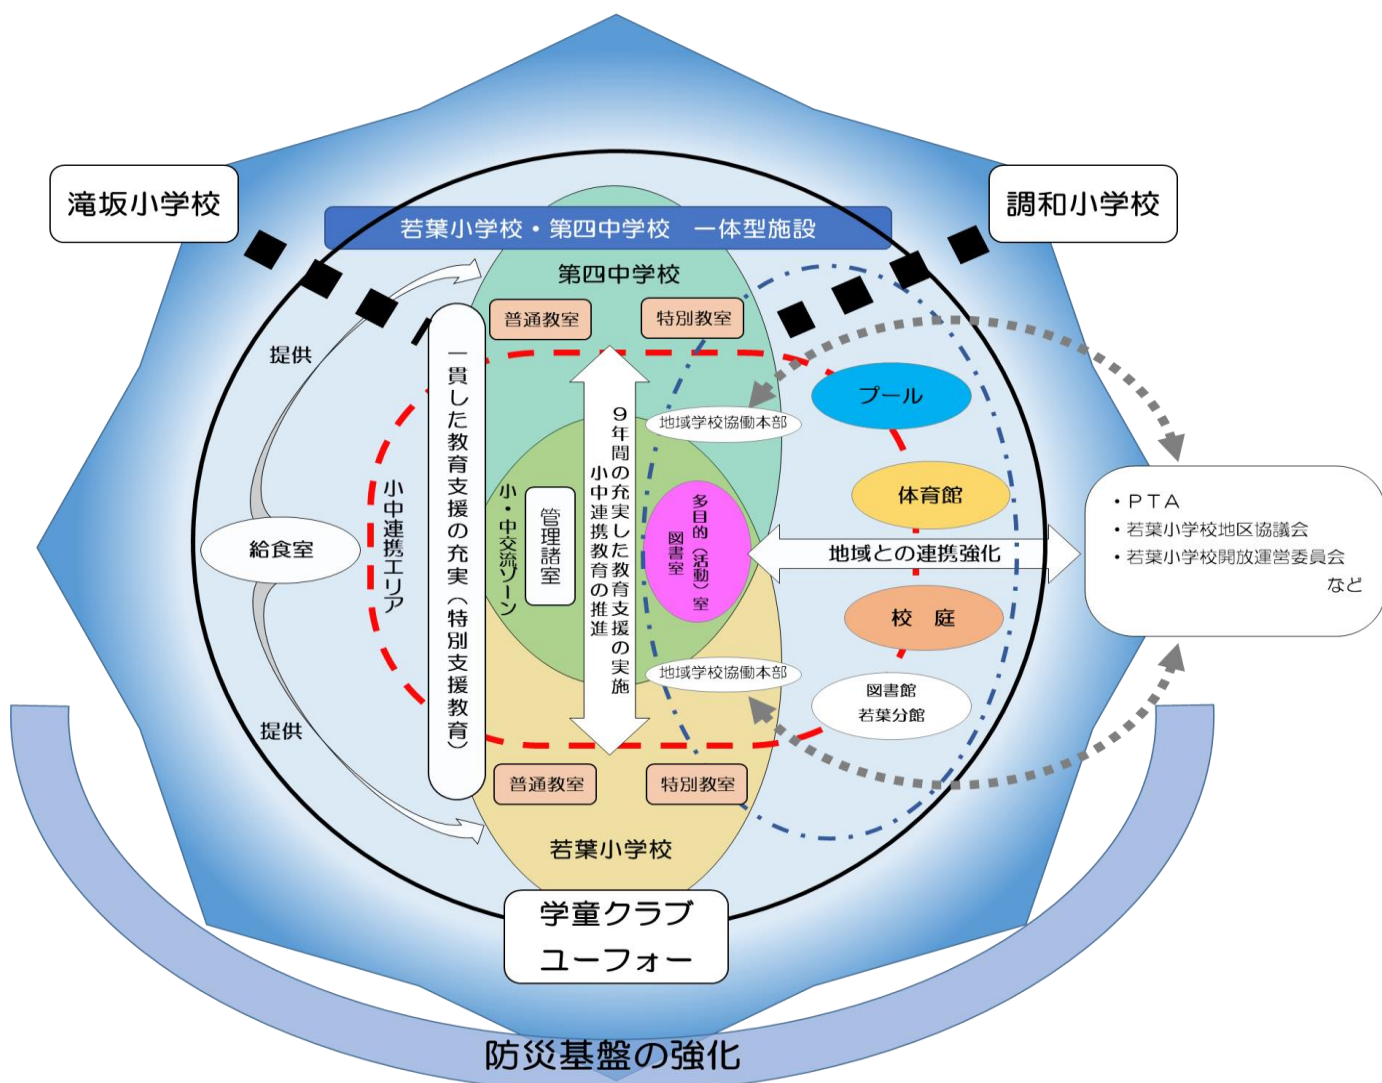 滝坂小学校
調和小学校
若葉小学校・第四中学校　一体型施設
第四中学校
普通教室
特別教室
提供
プール
地域学校協働本部
体育館
一貫した教育支援の充実（特別支援教育）
小中連携エリア
小・中交流ゾーン
管理諸室
９年間の充実した教育支援の実施
小中連携教育の推進
多目的（活動）室
図書室
給食室
地域との連携強化
・ＰＴＡ
・若葉小学校地区協議会
・若葉小学校開放運営委員会
など
校　庭
地域学校協働本部
図書館
若葉分館
提供
普通教室
特別教室
若葉小学校
学童クラブ
ユーフォー
防災基盤の強化